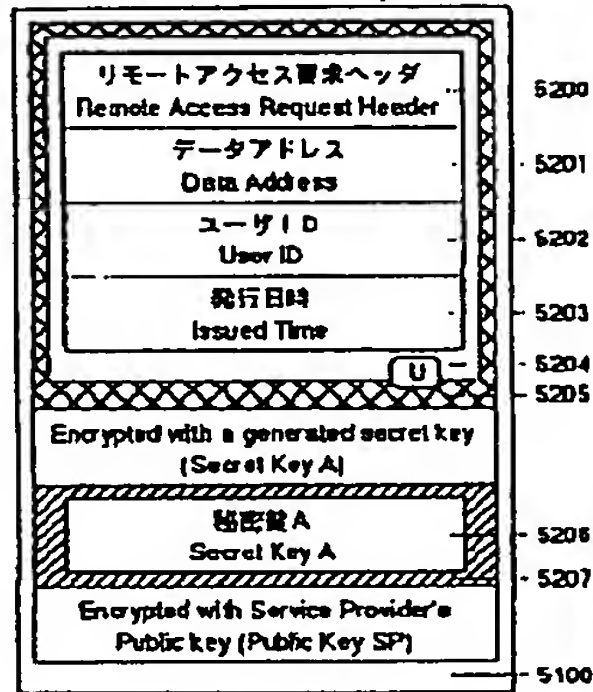 リモートアクセス要求ヘッダ
Remote Access Request Header
5200
データアドレス
Data Address
5201
ユーザID
User ID
5202
発行日時
Issued Time
5203
U
5204
5205
Encrypted with a generated secret key
(Secret Key A)
秘密鍵A
Secret Key A
5206
5207
Encrypted with Service Provider's
Public key (Public Key SP)
5100